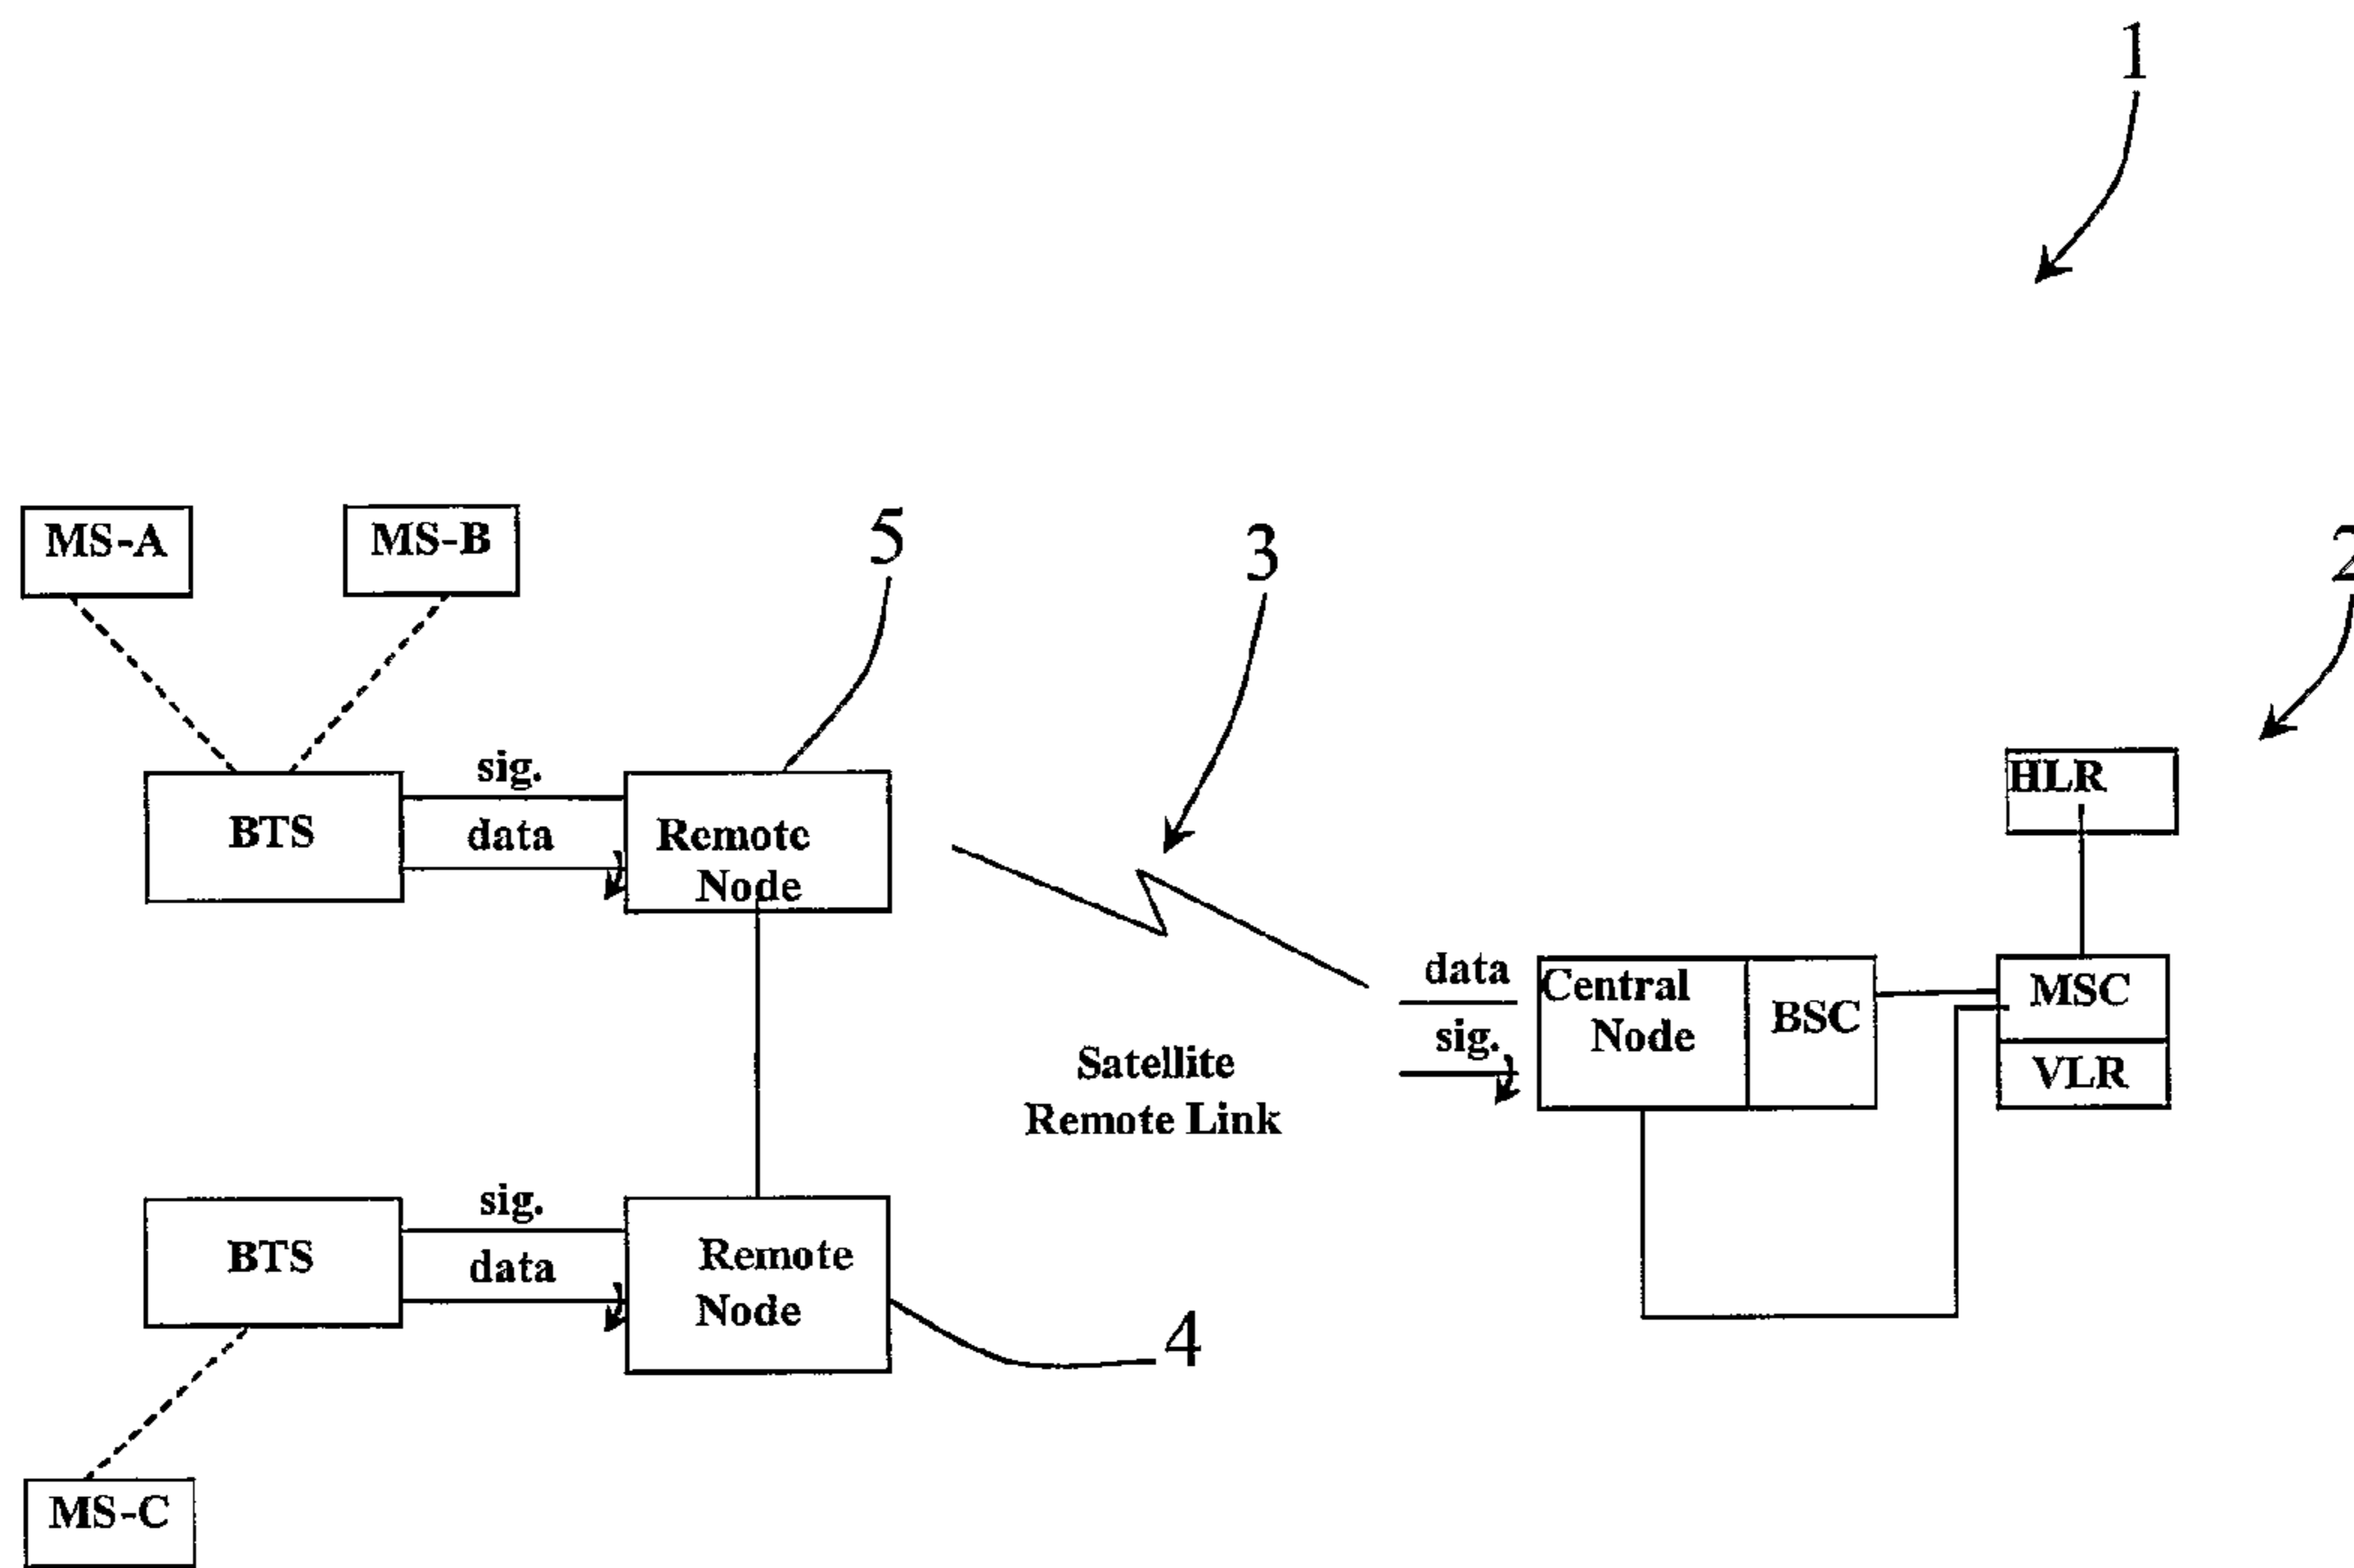 1
MS-A
MS-B
5
3
2
BTS
sig.
data
Remote
Node
HLR
data
sig.
Central
Node
BSC
MSC
VLR
Satellite
Remote Link
BTS
sig.
data
Remote
Node
4
MS-C